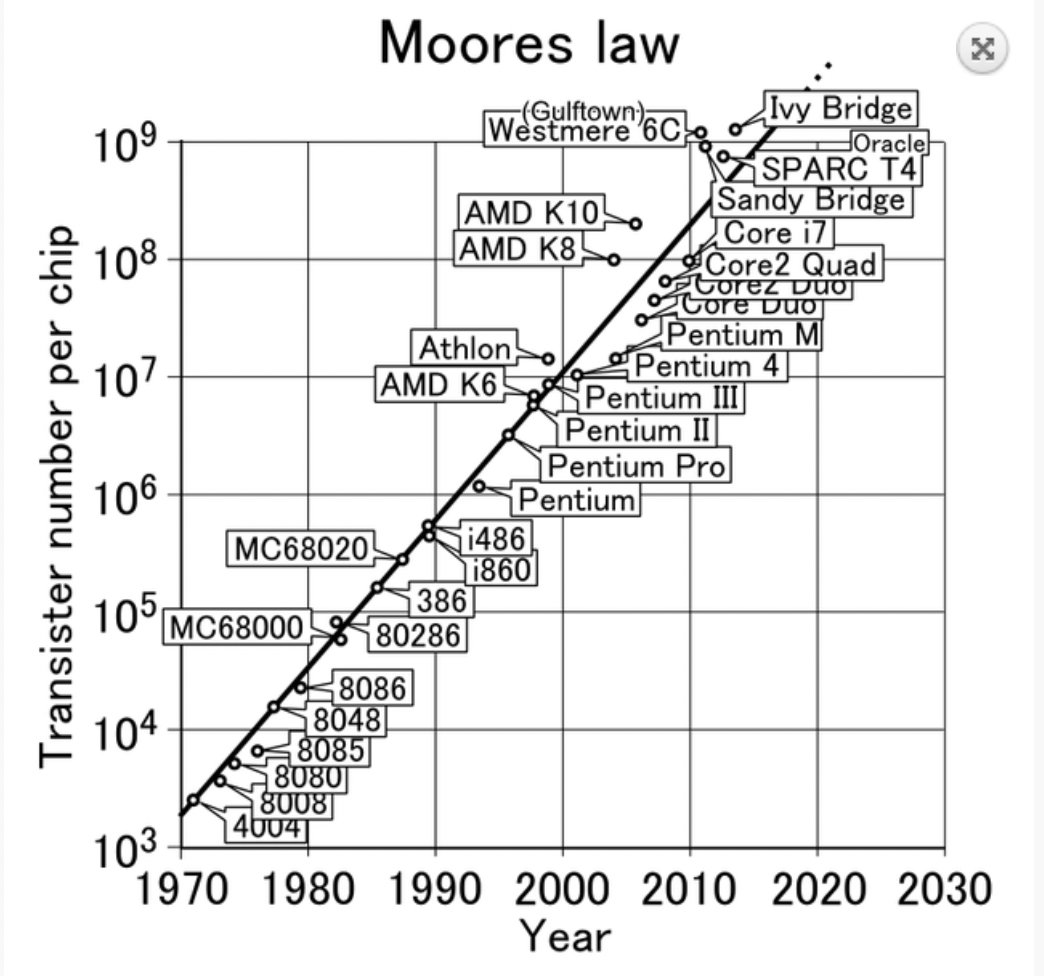 Moores law
(Gulftown)
Westmere 6C
Ivy Bridge
Oracle
SPARC T4
Sandy Bridge
AMD K10
AMD K8
Core i7
Core2 Quad
Core2 Duo
Core Duo
Pentium M
Athlon
Pentium 4
AMD K6
Pentium III
Pentium II
Pentium Pro
Pentium
i486
MC68020
i860
386
MC68000
80286
8086
8048
8085
8080
8008
4004
Transister number per chip
10⁹
10⁸
10⁷
10⁶
10⁵
10⁴
10³
1970 1980 1990 2000 2010 2020 2030
Year